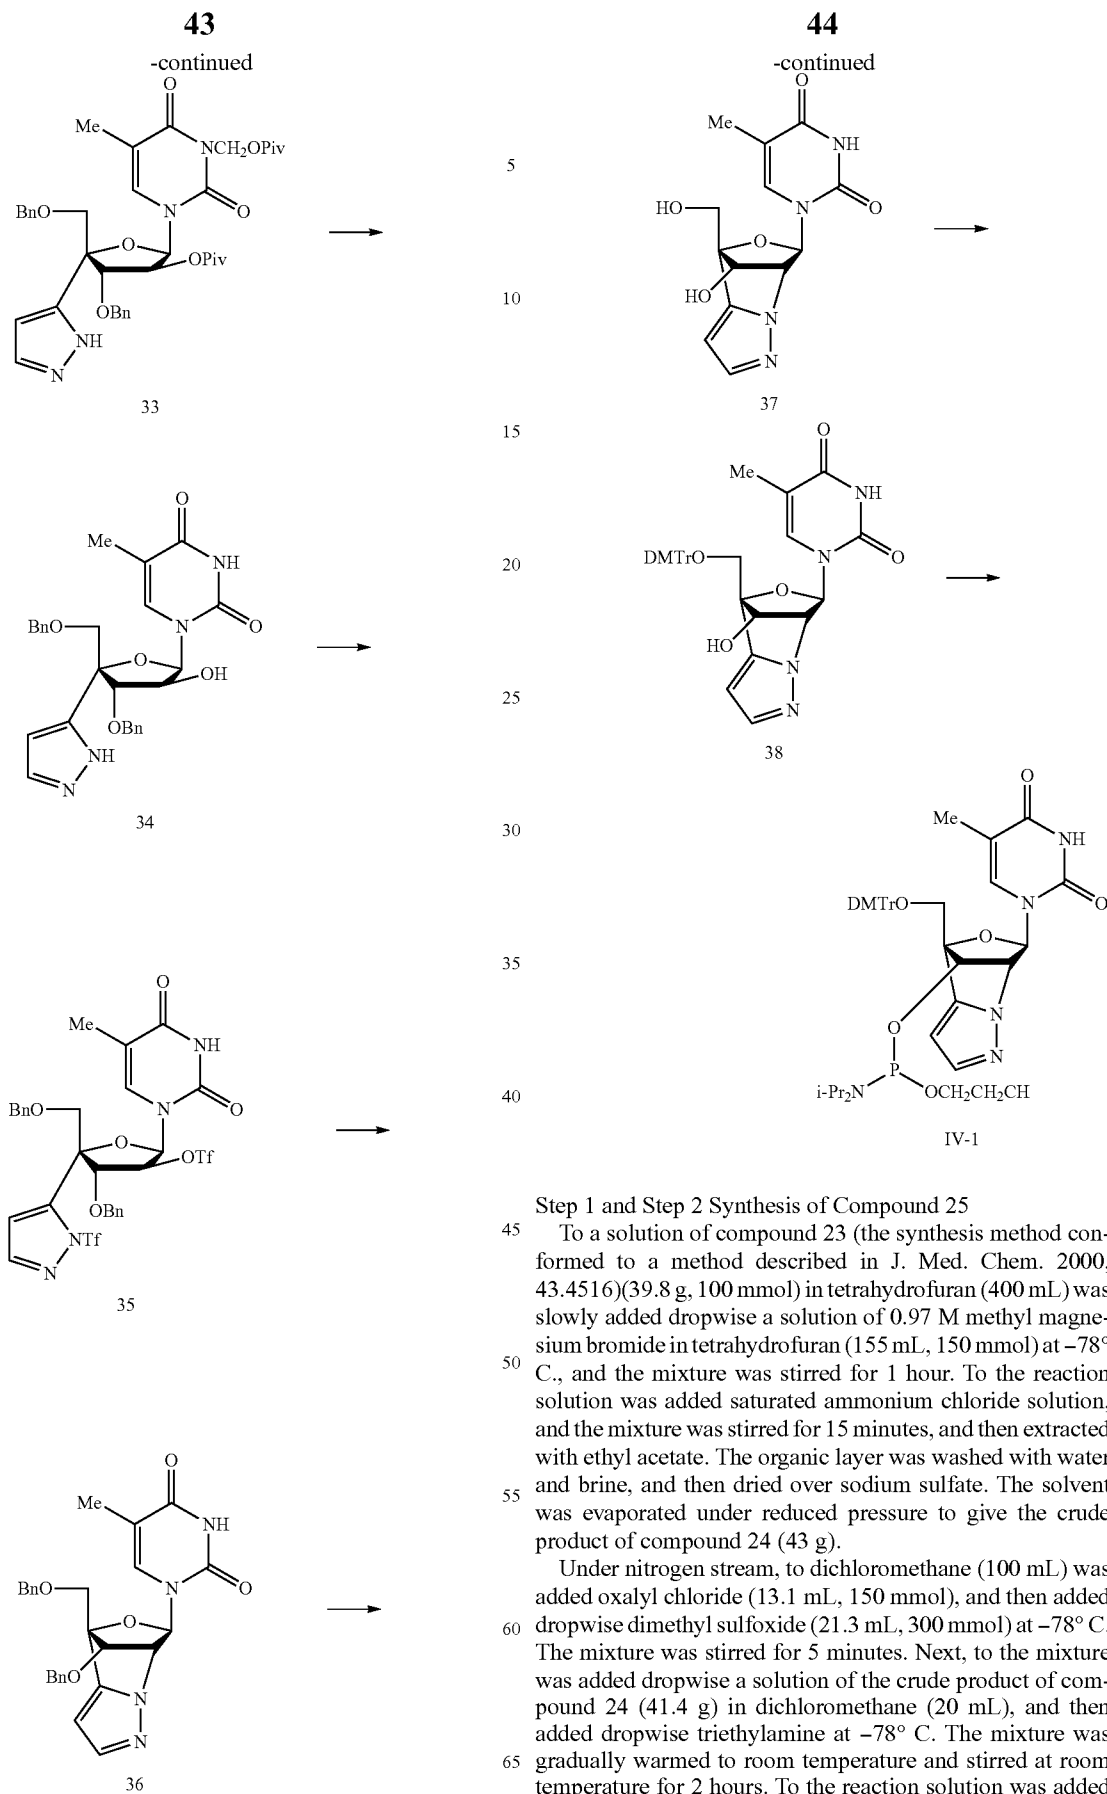 43
-continued
O
Me
NCH2OPiv
BnO
N
O
O
OPiv
OBn
NH
N
33
O
Me
NH
BnO
N
O
O
OH
OBn
NH
N
34
O
Me
NH
BnO
N
O
O
OTf
OBn
NTf
N
35
O
Me
NH
BnO
N
O
O
BnO
N
N
36
5
10
15
20
25
30
35
40
45
50
55
60
65
44
-continued
O
Me
NH
HO
N
O
O
HO
N
N
37
O
Me
NH
DMTrO
N
O
O
HO
N
N
38
O
Me
NH
DMTrO
N
O
O
O
N
N
P
i-Pr2N
OCH2CH2CH
IV-1
Step 1 and Step 2 Synthesis of Compound 25
To a solution of compound 23 (the synthesis method con-
formed to a method described in J. Med. Chem. 2000,
43.4516)(39.8 g, 100 mmol) in tetrahydrofuran (400 mL) was
slowly added dropwise a solution of 0.97 M methyl magne-
sium bromide in tetrahydrofuran (155 mL, 150 mmol) at −78°
C., and the mixture was stirred for 1 hour. To the reaction
solution was added saturated ammonium chloride solution,
and the mixture was stirred for 15 minutes, and then extracted
with ethyl acetate. The organic layer was washed with water
and brine, and then dried over sodium sulfate. The solvent
was evaporated under reduced pressure to give the crude
product of compound 24 (43 g).
Under nitrogen stream, to dichloromethane (100 mL) was
added oxalyl chloride (13.1 mL, 150 mmol), and then added
dropwise dimethyl sulfoxide (21.3 mL, 300 mmol) at −78° C.
The mixture was stirred for 5 minutes. Next, to the mixture
was added dropwise a solution of the crude product of com-
pound 24 (41.4 g) in dichloromethane (20 mL), and then
added dropwise triethylamine at −78° C. The mixture was
gradually warmed to room temperature and stirred at room
temperature for 2 hours. To the reaction solution was added